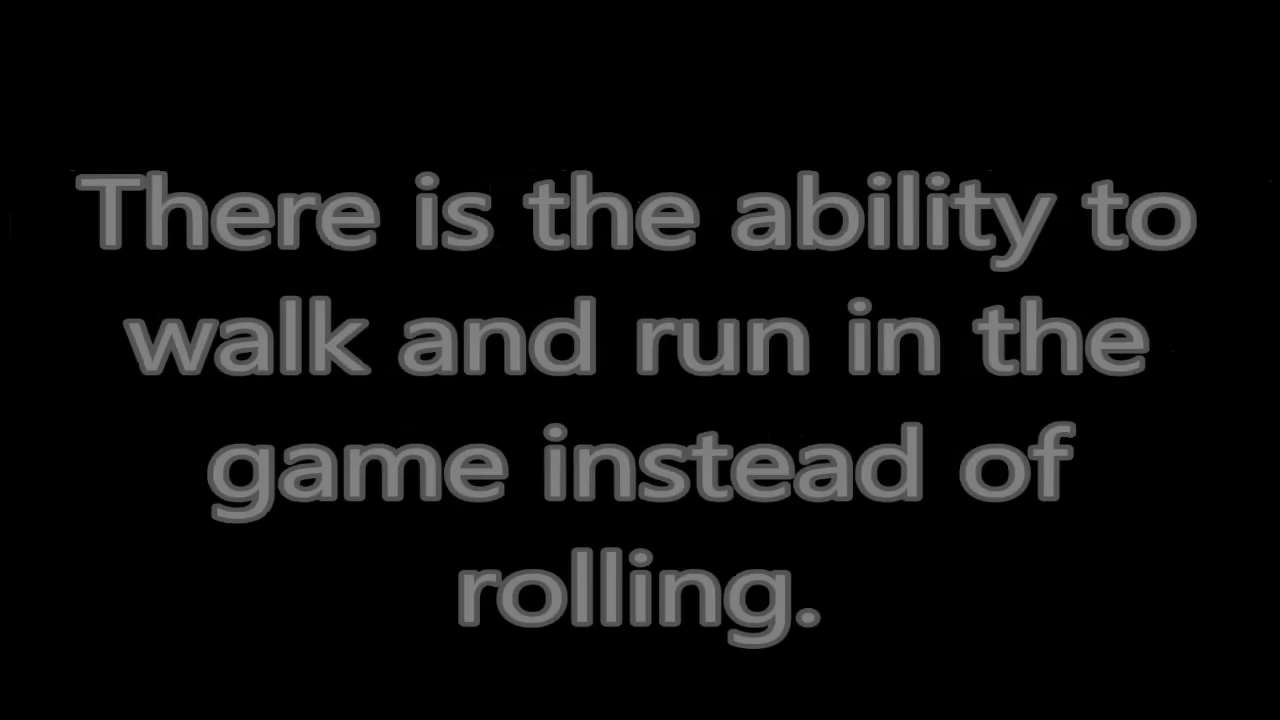 There is the ability to
walk and run in the
game instead of
rolling.